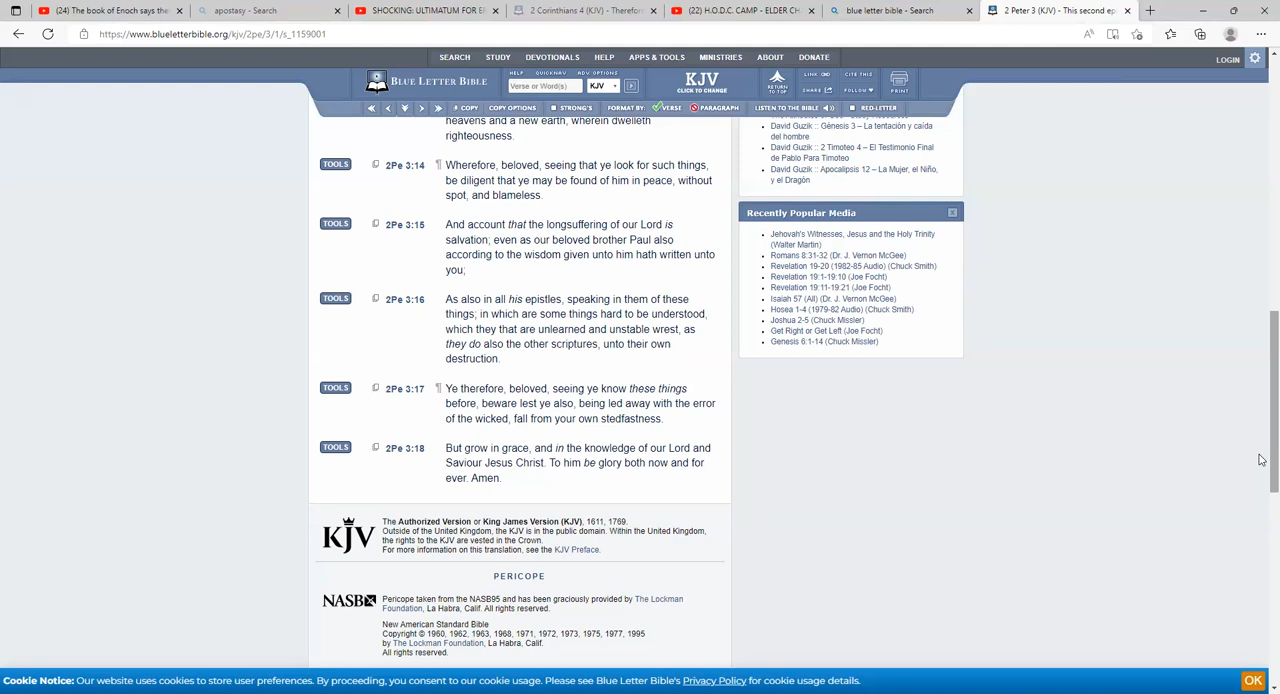 (24) The book of Enoch says the
apostasy - Search
SHOCKING: ULTIMATUM FOR E
2 Corinthians 4 (KJV) - Therefor
(22) H.O.D.C. CAMP - ELDER CH
blue letter bible - Search
2 Peter 3 (KJV) - This second ep
https://www.blueletterbible.org/kjv/2pe/3/1/s_1159001
SEARCH STUDY DEVOTIONALS HELP APPS & TOOLS MINISTRIES ABOUT DONATE
LOGIN
BLUE LETTER BIBLE
HELP QUICKNAV ADV. OPTIONS
Verse or Word(s) KJV
KJV
CLICK TO CHANGE
RETURN TO TOP
LINK CITE THIS
SHARE FOLLOW
PRINT
COPY COPY OPTIONS STRONG'S FORMAT BY: VERSE PARAGRAPH LISTEN TO THE BIBLE RED-LETTER
heavens and a new earth, wherein dwelleth
righteousness.
TOOLS 2Pe 3:14 ¶ Wherefore, beloved, seeing that ye look for such things,
be diligent that ye may be found of him in peace, without
spot, and blameless.
TOOLS 2Pe 3:15 And account that the longsuffering of our Lord is
salvation; even as our beloved brother Paul also
according to the wisdom given unto him hath written unto
you;
TOOLS 2Pe 3:16 As also in all his epistles, speaking in them of these
things; in which are some things hard to be understood,
which they that are unlearned and unstable wrest, as
they do also the other scriptures, unto their own
destruction.
TOOLS 2Pe 3:17 ¶ Ye therefore, beloved, seeing ye know these things
before, beware lest ye also, being led away with the error
of the wicked, fall from your own stedfastness.
TOOLS 2Pe 3:18 But grow in grace, and in the knowledge of our Lord and
Saviour Jesus Christ. To him be glory both now and for
ever. Amen.
David Guzik :: Génesis 3 – La tentación y caída
del hombre
David Guzik :: 2 Timoteo 4 – El Testimonio Final
de Pablo Para Timoteo
David Guzik :: Apocalipsis 12 – La Mujer, el Niño,
y el Dragón
Recently Popular Media
Jehovah's Witnesses, Jesus and the Holy Trinity
(Walter Martin)
Romans 8:31-32 (Dr. J. Vernon McGee)
Revelation 19-20 (1982-85 Audio) (Chuck Smith)
Revelation 19:1-19:10 (Joe Focht)
Revelation 19:11-19:21 (Joe Focht)
Isaiah 57 (All) (Dr. J. Vernon McGee)
Hosea 1-4 (1979-82 Audio) (Chuck Smith)
Joshua 2-5 (Chuck Missler)
Get Right or Get Left (Joe Focht)
Genesis 6:1-14 (Chuck Missler)
KJV
The Authorized Version or King James Version (KJV), 1611, 1769.
Outside of the United Kingdom, the KJV is in the public domain. Within the United Kingdom,
the rights to the KJV are vested in the Crown.
For more information on this translation, see the KJV Preface.
PERICOPE
NASB
Pericope taken from the NASB95 and has been graciously provided by The Lockman
Foundation, La Habra, Calif. All rights reserved.
New American Standard Bible
Copyright © 1960, 1962, 1963, 1968, 1971, 1972, 1973, 1975, 1977, 1995
by The Lockman Foundation, La Habra, Calif.
All rights reserved.
Cookie Notice: Our website uses cookies to store user preferences. By proceeding, you consent to our cookie usage. Please see Blue Letter Bible's Privacy Policy for cookie usage details.
OK